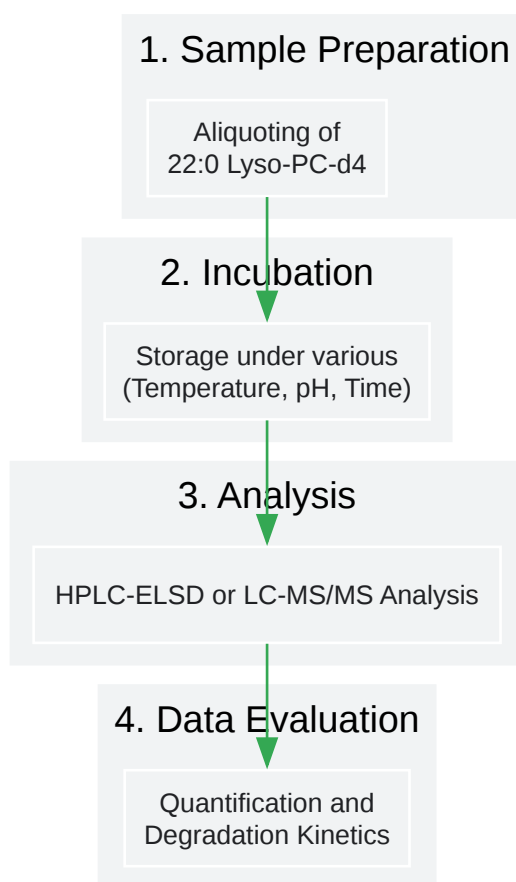 1. Sample Preparation
Aliquoting of
22:0 Lyso-PC-d4
2. Incubation
Storage under various
(Temperature, pH, Time)
3. Analysis
HPLC-ELSD or LC-MS/MS Analysis
4. Data Evaluation
Quantification and
Degradation Kinetics